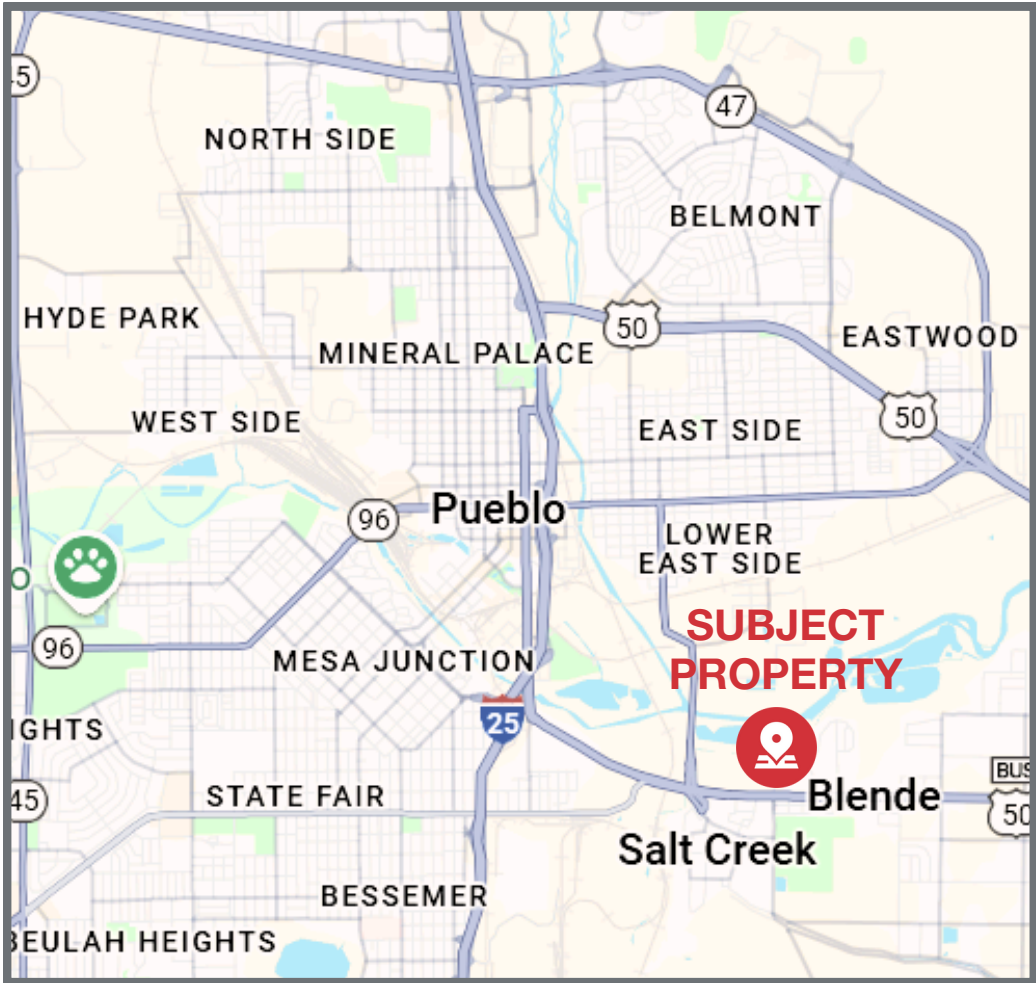 45
47
NORTH SIDE
BELMONT
HYDE PARK
50
EASTWOOD
MINERAL PALACE
WEST SIDE
50
EAST SIDE
Pueblo
96
LOWER
EAST SIDE
O
SUBJECT
PROPERTY
96
MESA JUNCTION
25
IGHTS
BUS
Blende
STATE FAIR
45
50
Salt Creek
BESSEMER
BEULAH HEIGHTS